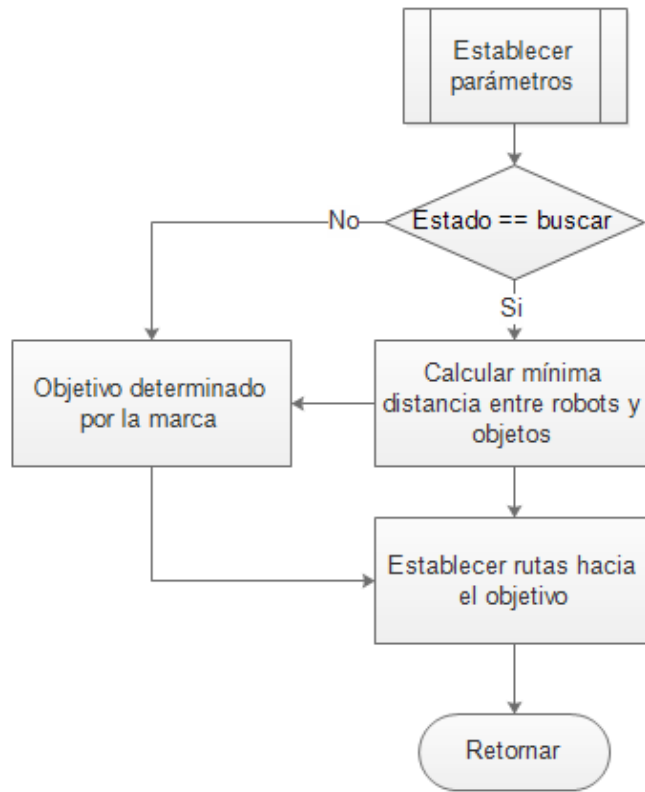 Establecer
parámetros
No
Estado == buscar
Si
Objetivo determinado
por la marca
Calcular mínima
distancia entre robots y
objetos
Establecer rutas hacia
el objetivo
Retornar